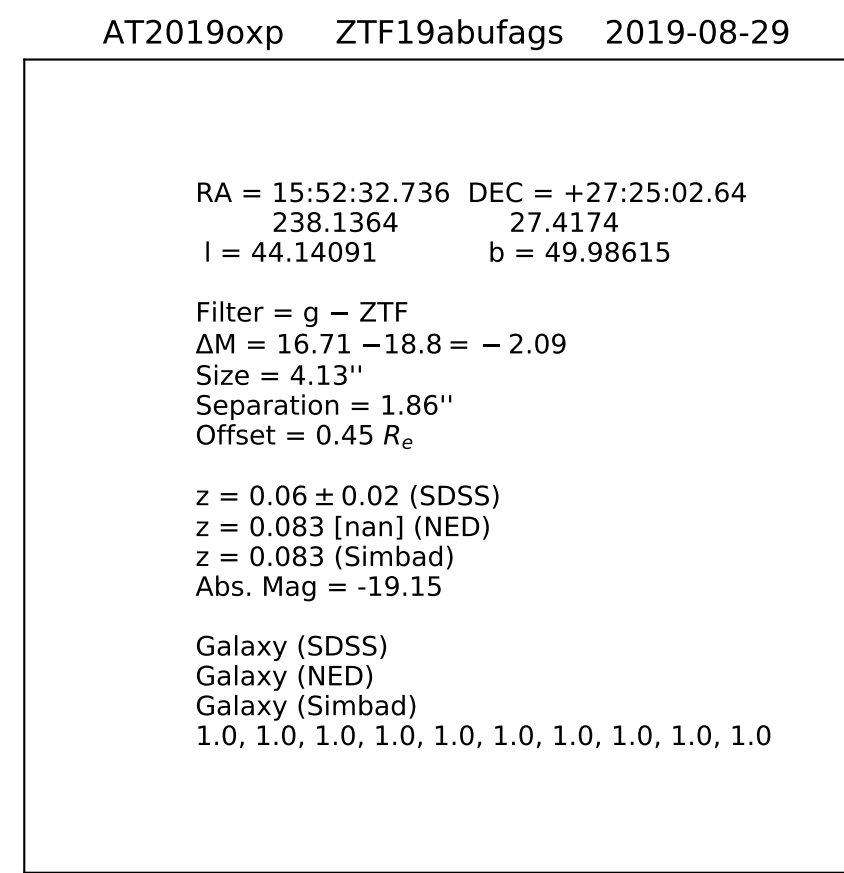 AT2019oxp ZTF19abufags 2019-08-29
RA = 15:52:32.736 DEC = +27:25:02.64
238.1364 27.4174
l = 44.14091 b = 49.98615
Filter = g − ZTF
ΔM = 16.71 −18.8 = − 2.09
Size = 4.13''
Separation = 1.86''
Offset = 0.45 Rₑ
z = 0.06 ± 0.02 (SDSS)
z = 0.083 [nan] (NED)
z = 0.083 (Simbad)
Abs. Mag = -19.15
Galaxy (SDSS)
Galaxy (NED)
Galaxy (Simbad)
1.0, 1.0, 1.0, 1.0, 1.0, 1.0, 1.0, 1.0, 1.0, 1.0